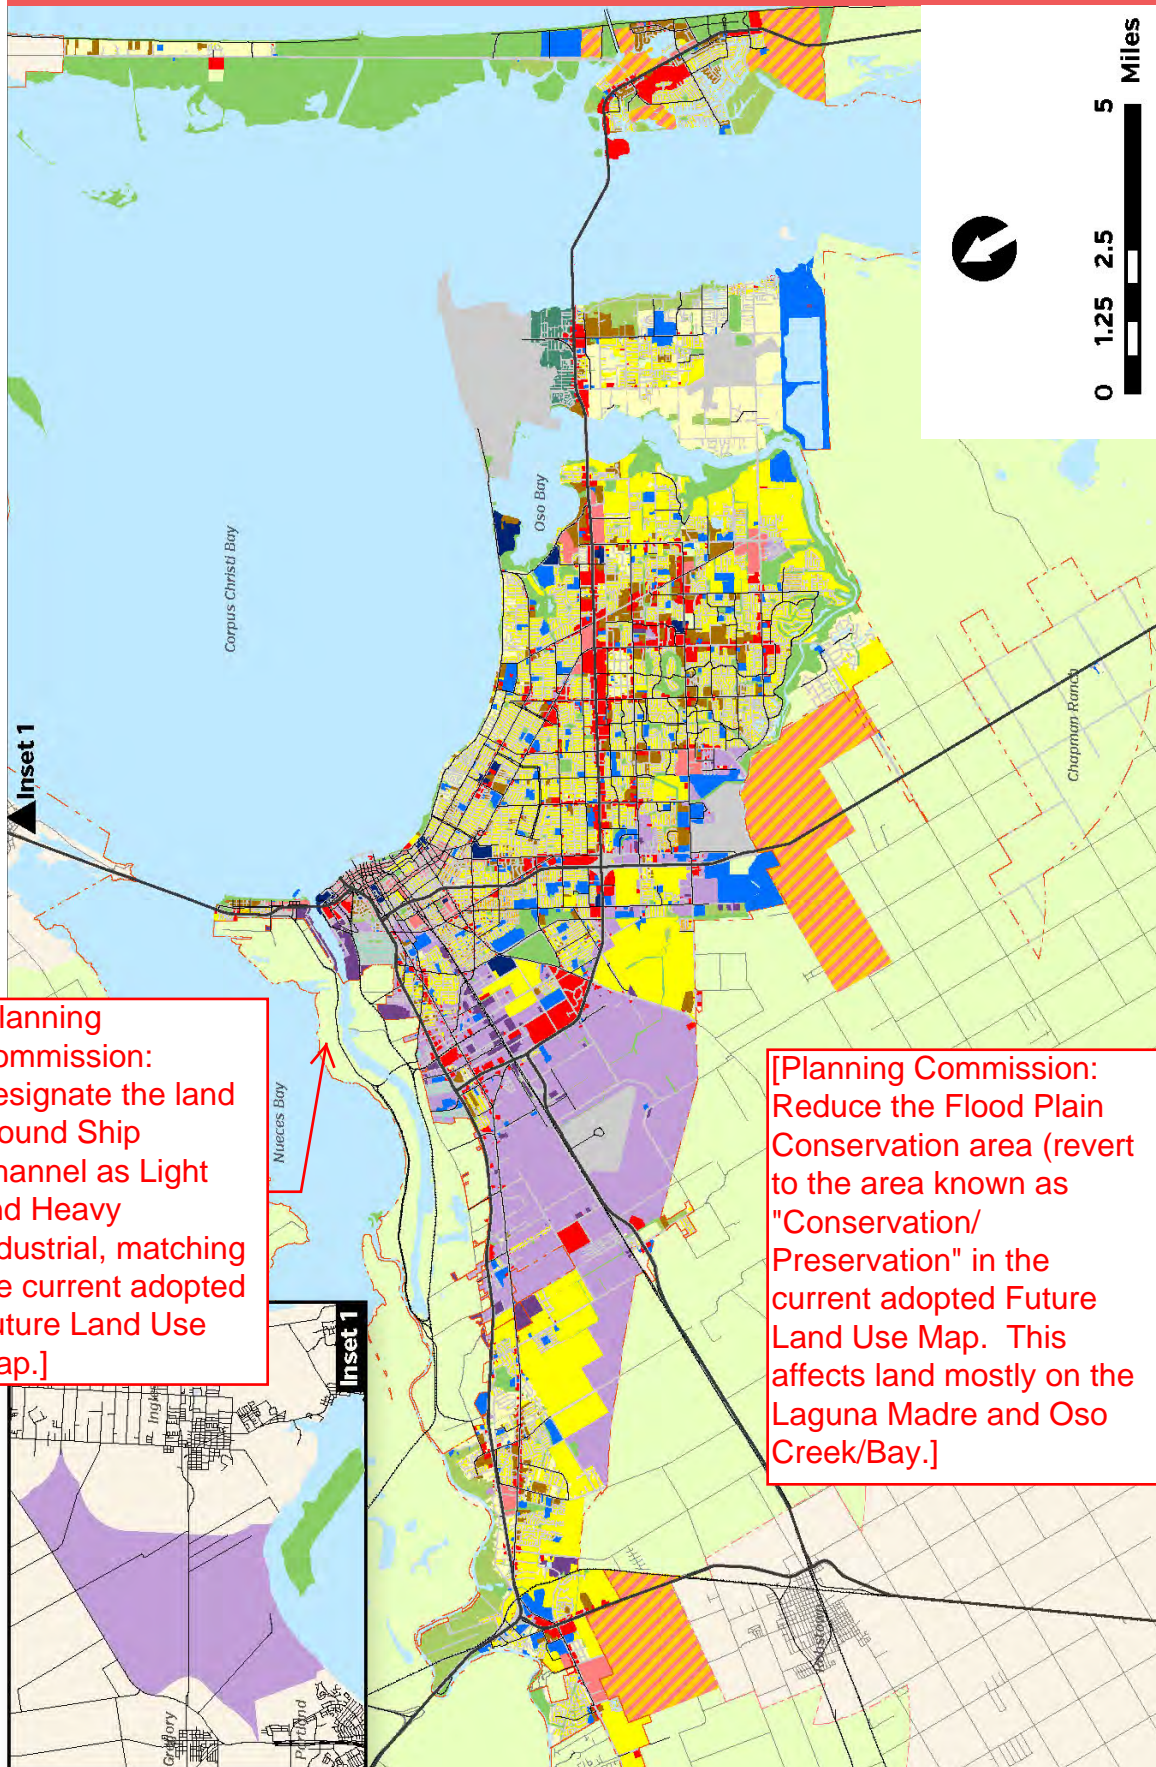 Miles
0 1.25 2.5 5
Corpus Christi Bay
Oso Bay
Inset 1
Nueces Bay
Chapman Ranch
lanning
ommission:
esignate the land
ound Ship
hannel as Light
nd Heavy
dustrial, matching
e current adopted
uture Land Use
ap.]
[Planning Commission:
Reduce the Flood Plain
Conservation area (revert
to the area known as
"Conservation/
Preservation" in the
current adopted Future
Land Use Map.  This
affects land mostly on the
Laguna Madre and Oso
Creek/Bay.]
Inset 1
Gregory
Portland
Robstown